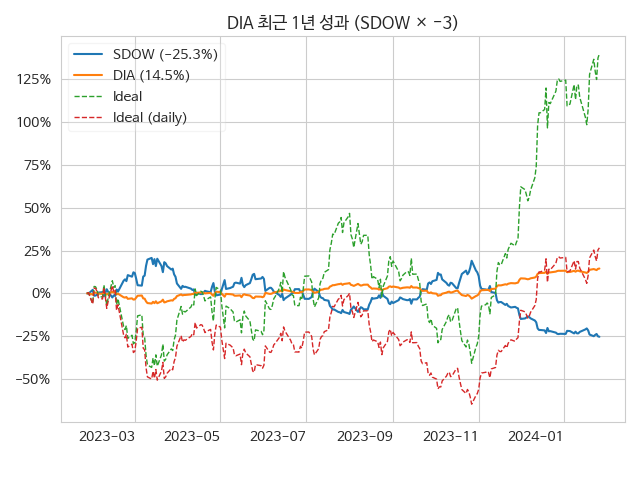 DIA 최근 1년 성과 (SDOW × −3)
SDOW (−25.3%)
DIA (14.5%)
Ideal
Ideal (daily)
125%
100%
75%
50%
25%
0%
−25%
−50%
2023−03 2023−05 2023−07 2023−09 2023−11 2024−01